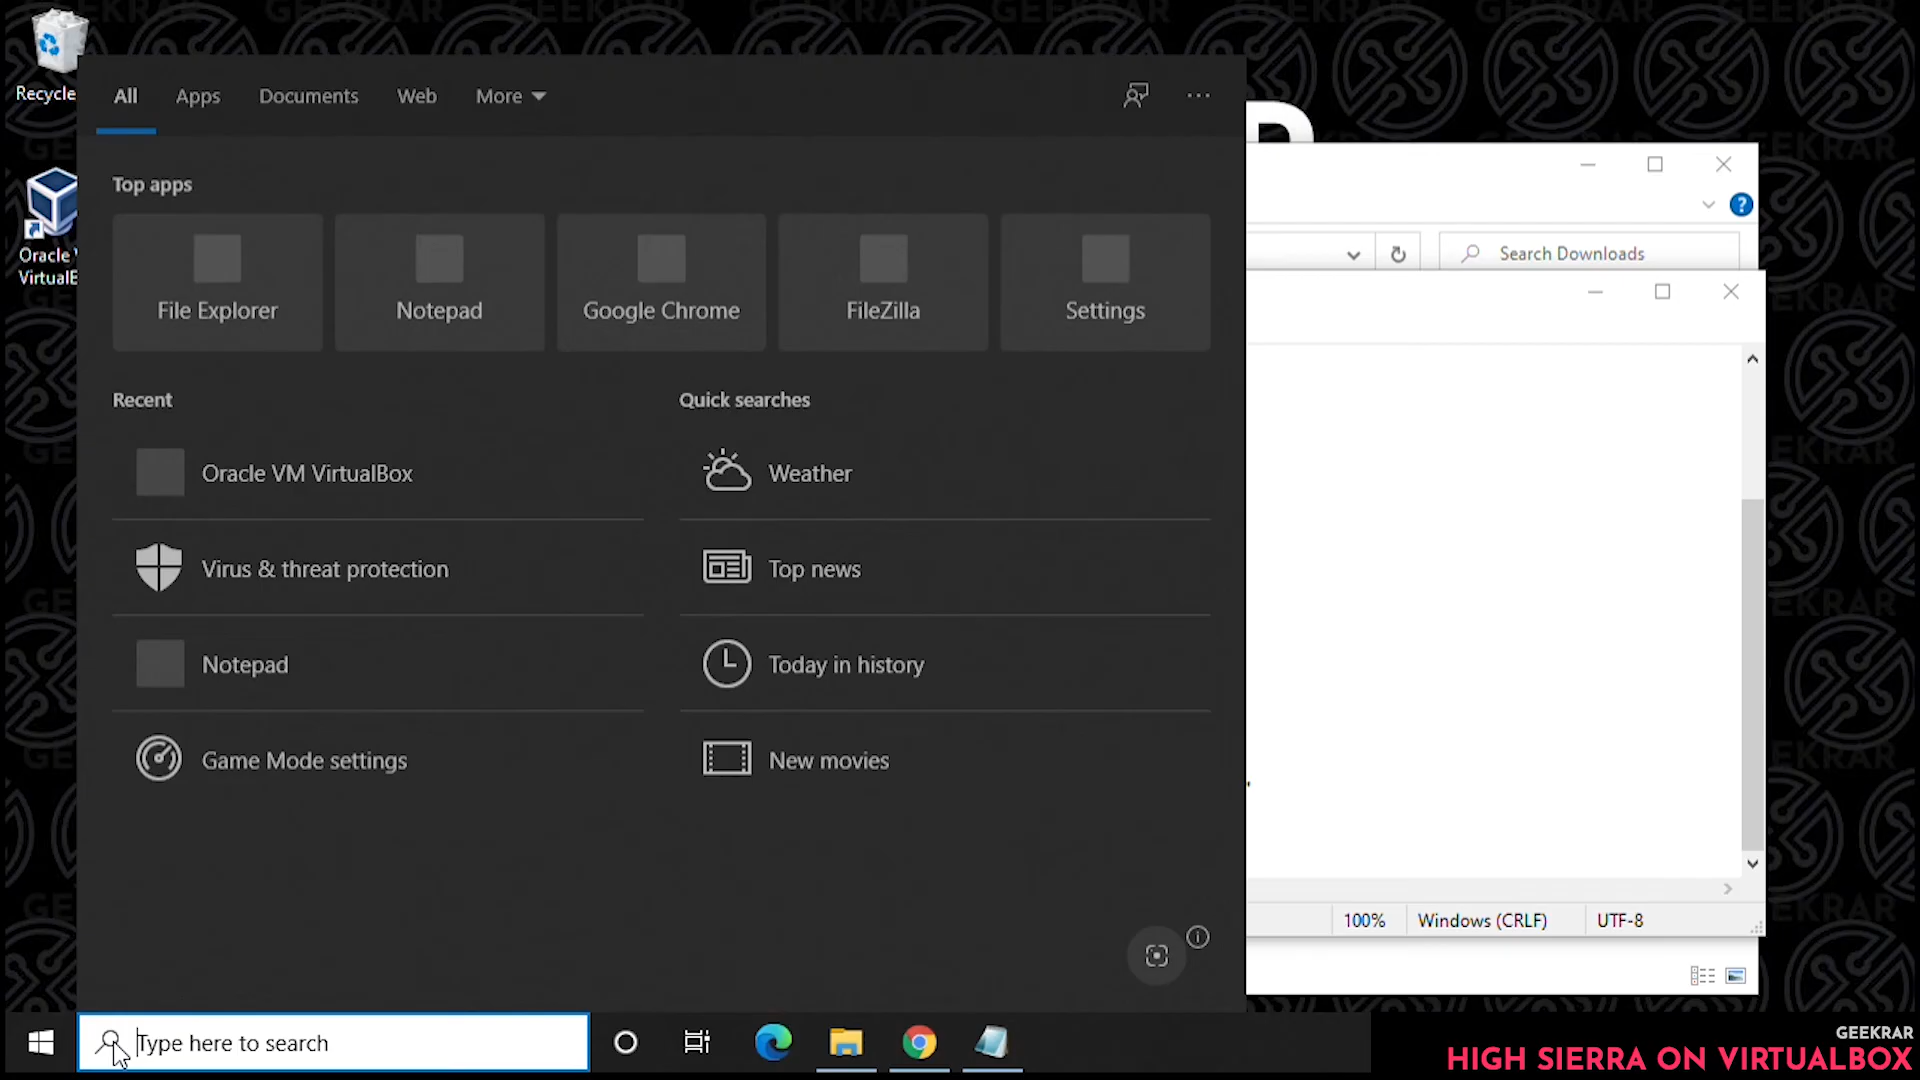 GEEKRAR
Recycle
All
Apps
Documents
Web
More
Top apps
File Explorer
Notepad
Google Chrome
FileZilla
Settings
Search Downloads
Oracle
VirtualB
Recent
Quick searches
Oracle VM VirtualBox
Weather
Virus & threat protection
Top news
Notepad
Today in history
Game Mode settings
New movies
100%
Windows (CRLF)
UTF-8
Type here to search
GEEKRAR
HIGH SIERRA ON VIRTUALBOX